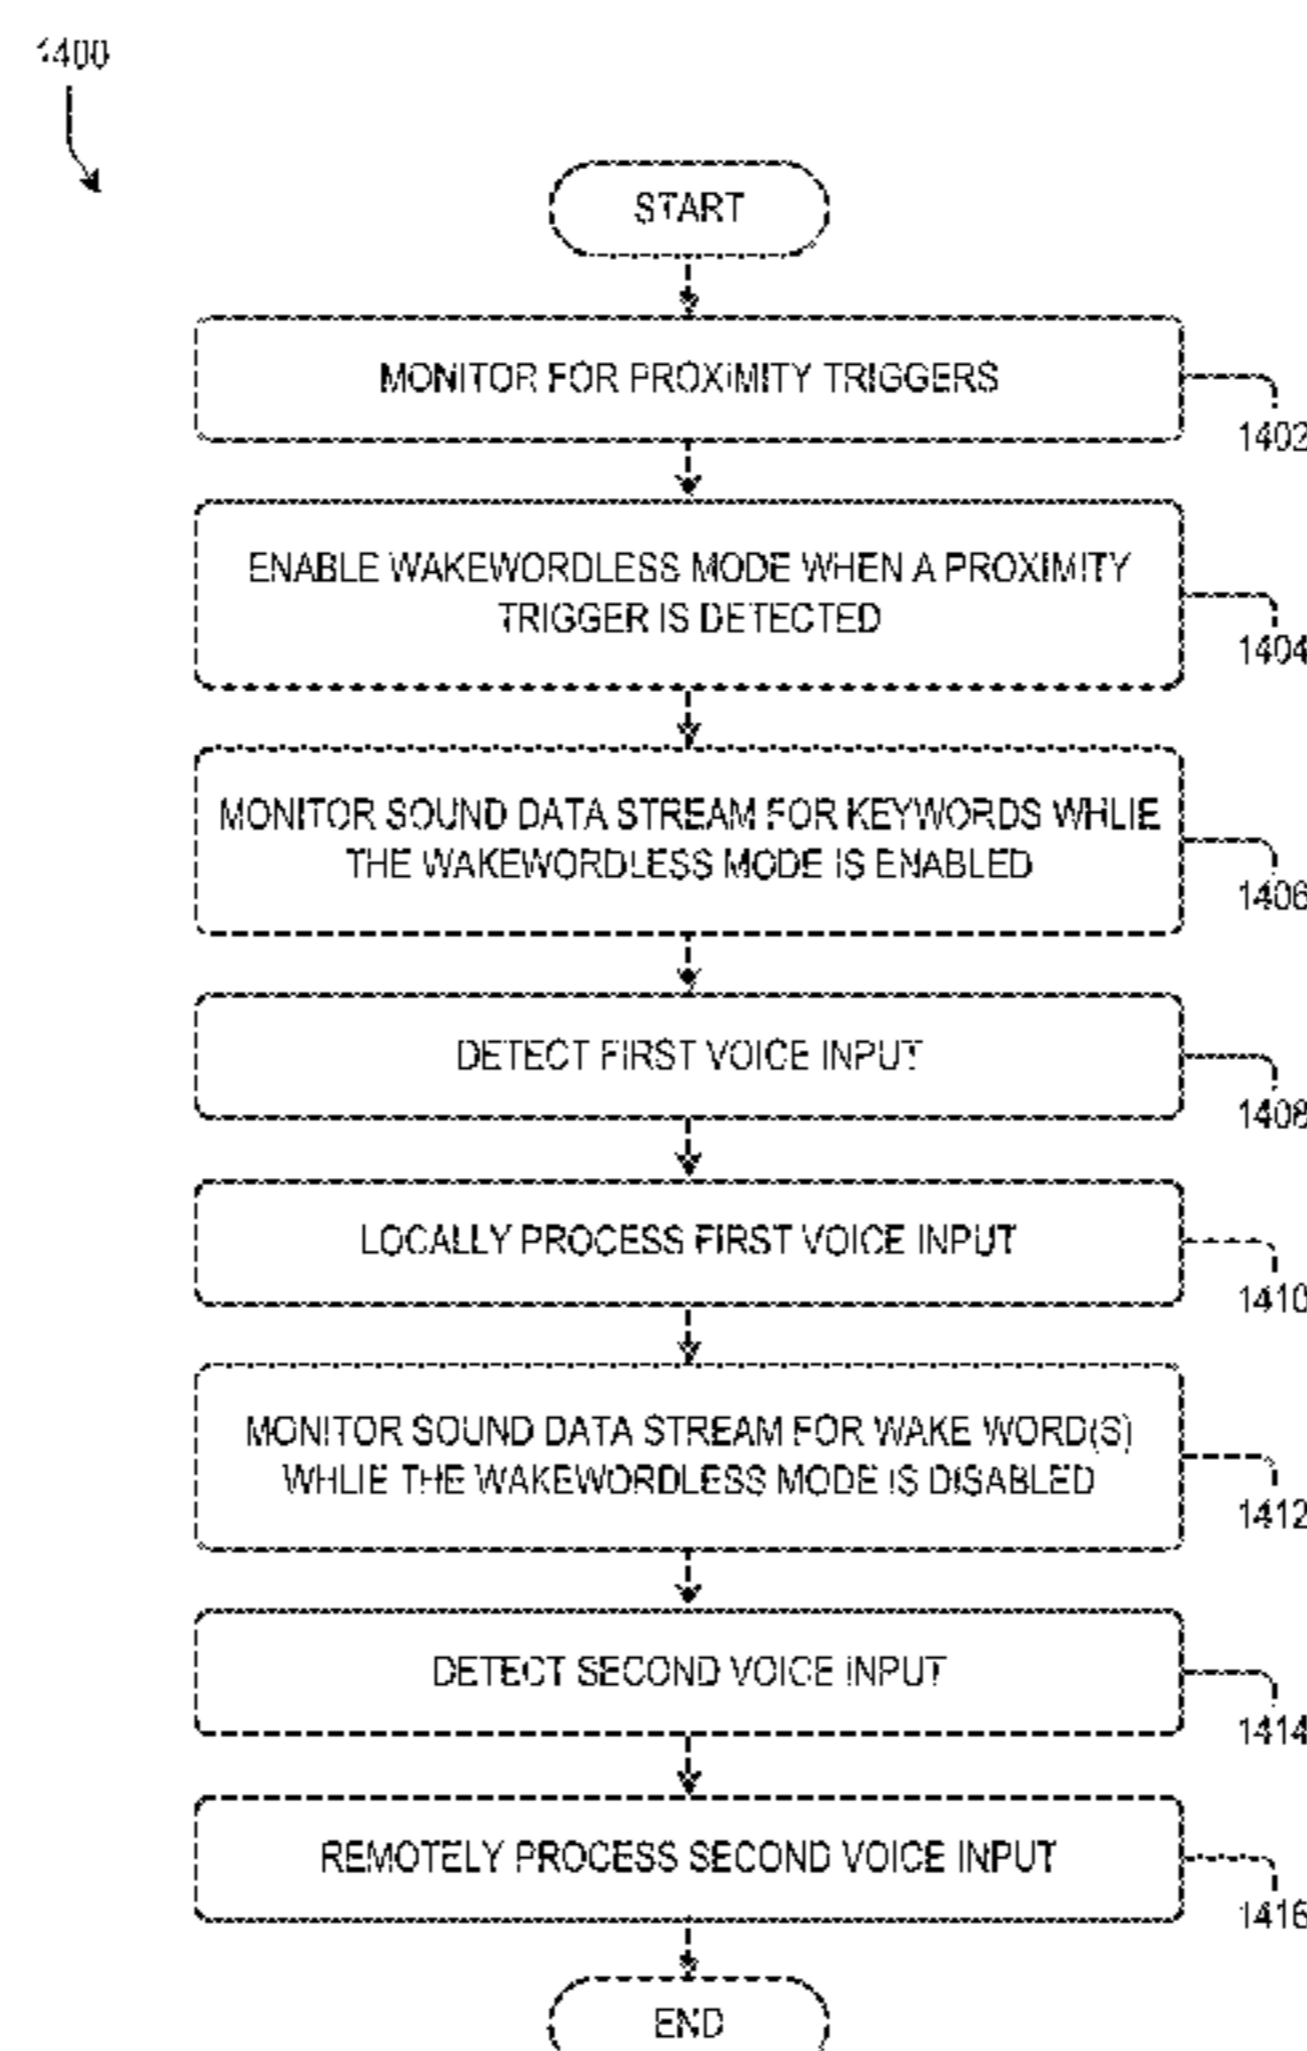 1400
START
MONITOR FOR PROXIMITY TRIGGERS
1402
ENABLE WAKEWORDLESS MODE WHEN A PROXIMITY
TRIGGER IS DETECTED
1404
MONITOR SOUND DATA STREAM FOR KEYWORDS WHLIE
THE WAKEWORDLESS MODE IS ENABLED
1406
DETECT FIRST VOICE INPUT
1408
LOCALLY PROCESS FIRST VOICE INPUT
1410
MONITOR SOUND DATA STREAM FOR WAKE WORD(S)
WHLIE THE WAKEWORDLESS MODE IS DISABLED
1412
DETECT SECOND VOICE INPUT
1414
REMOTELY PROCESS SECOND VOICE INPUT
1416
END